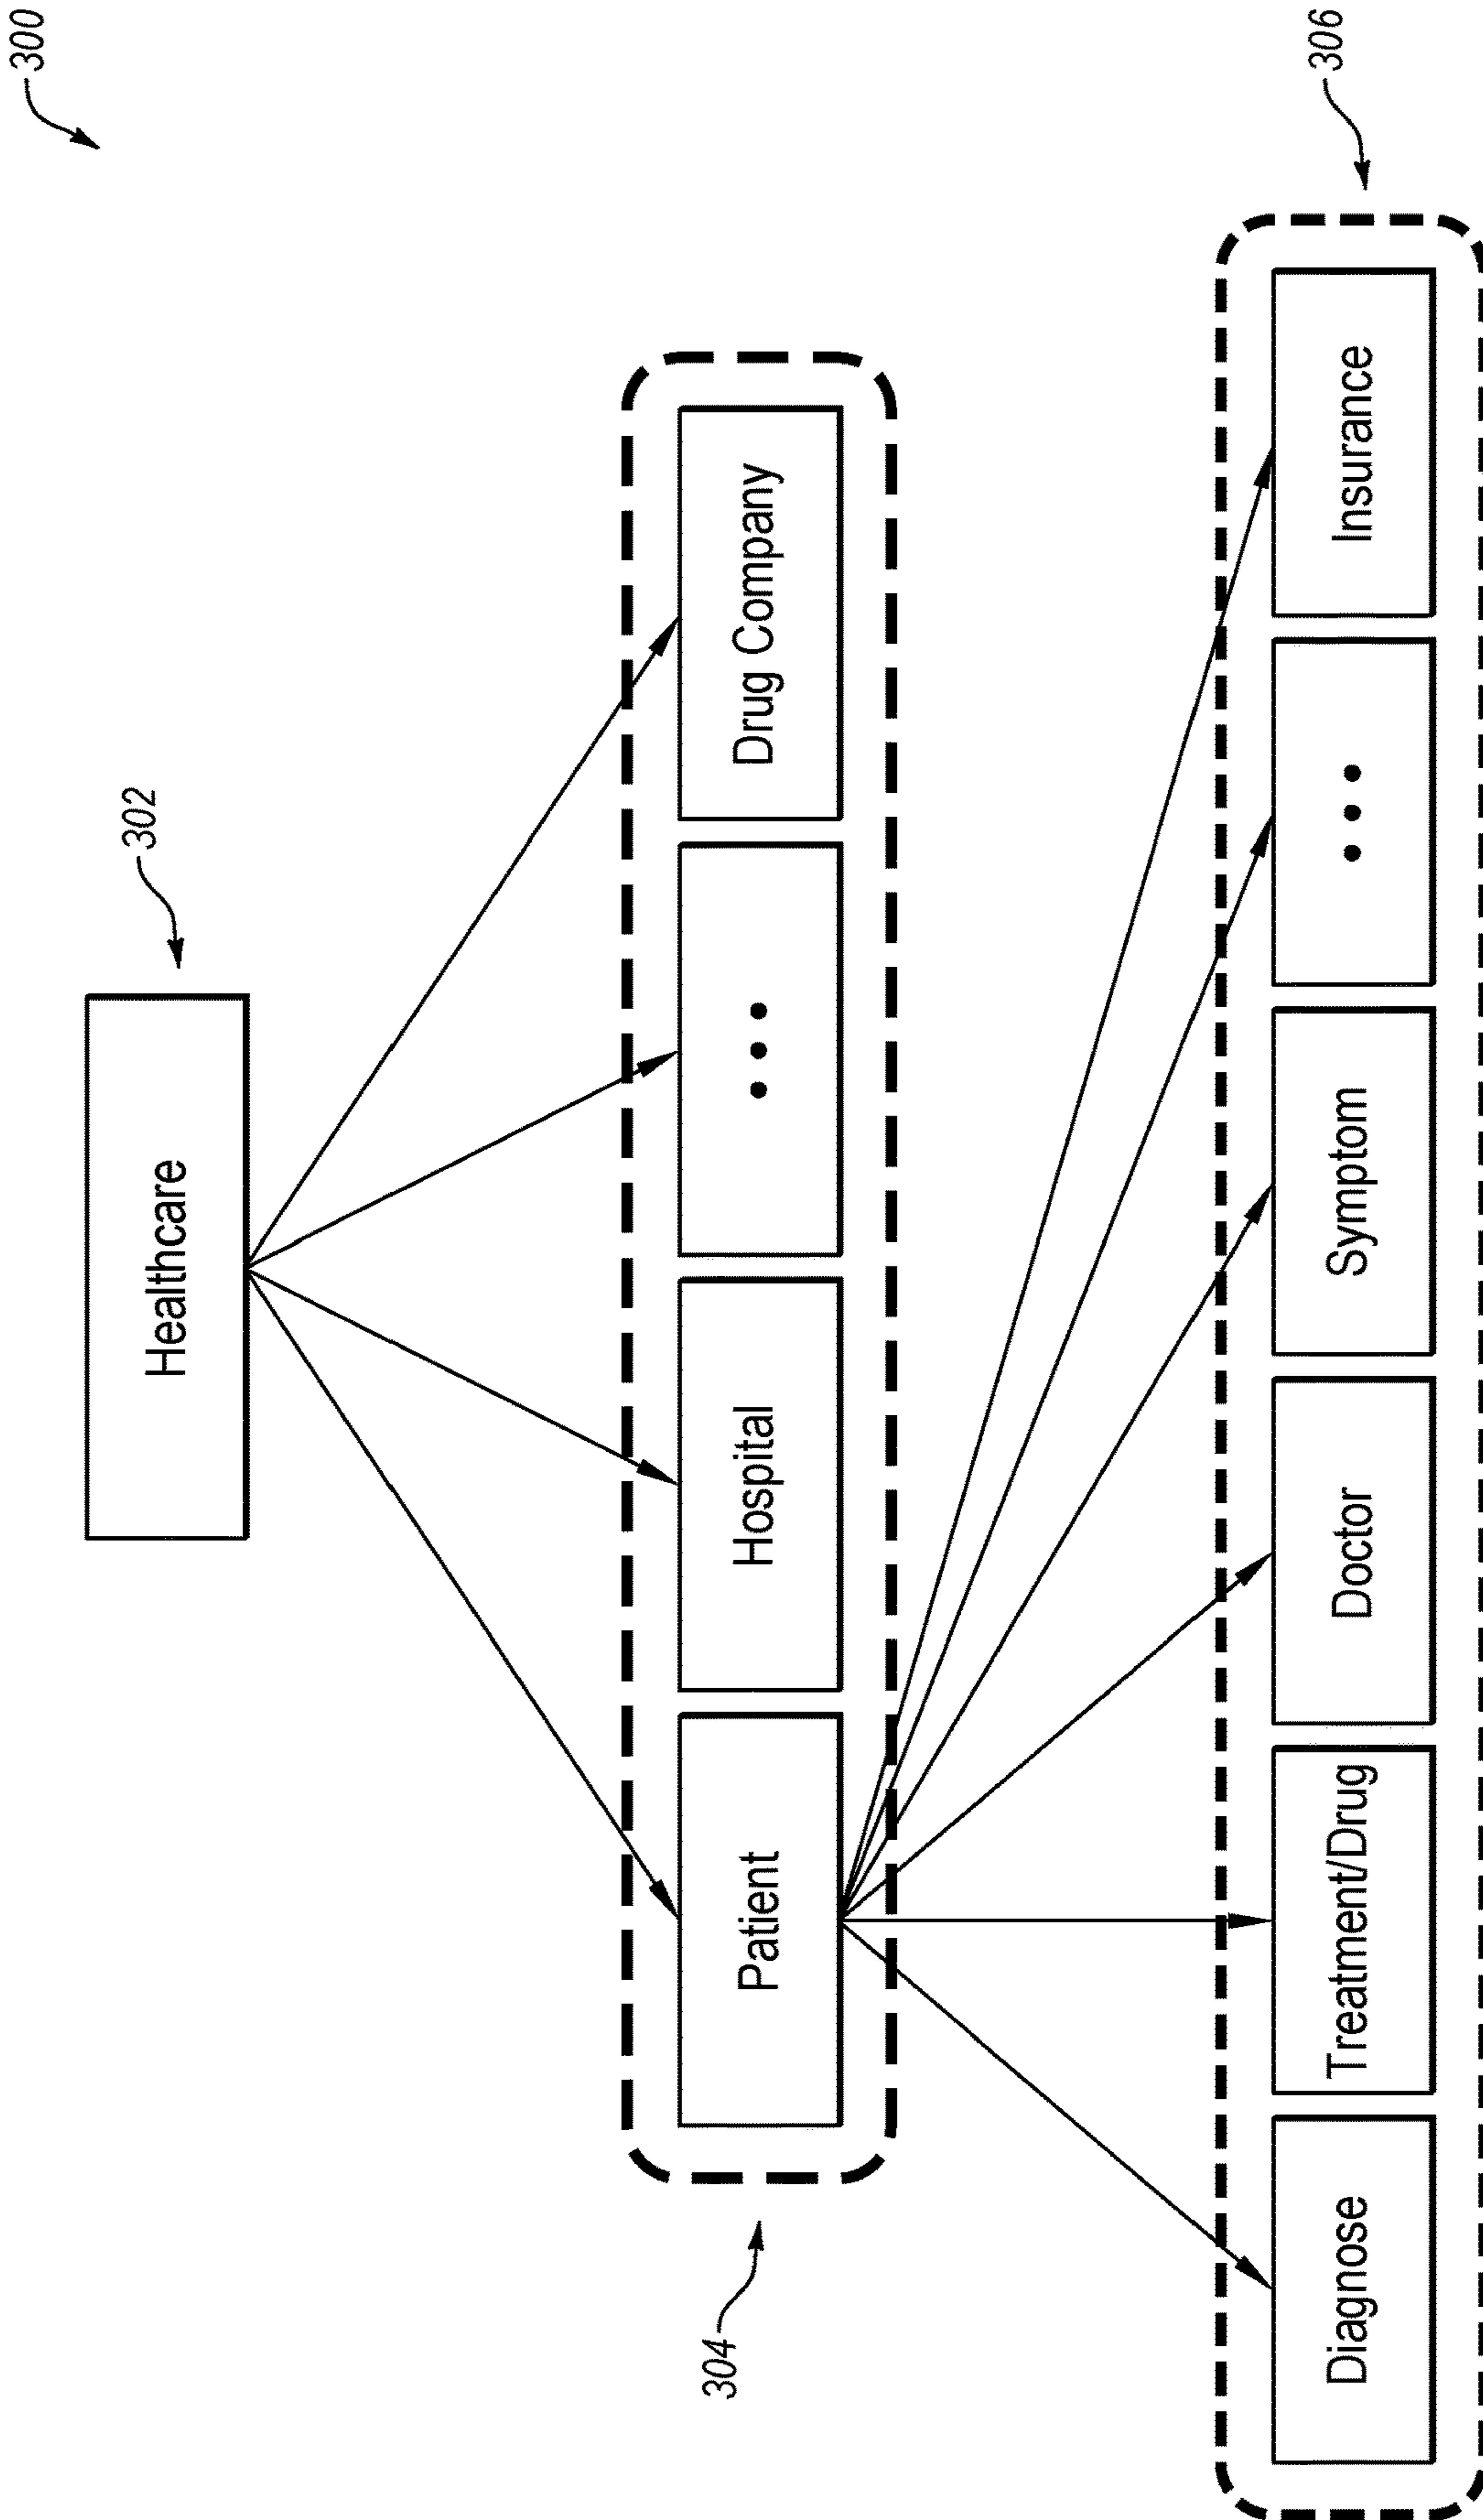 300
Healthcare
302
Patient
Hospital
• • •
Drug Company
304
Diagnose
Treatment/Drug
Doctor
Symptom
• • •
Insurance
306